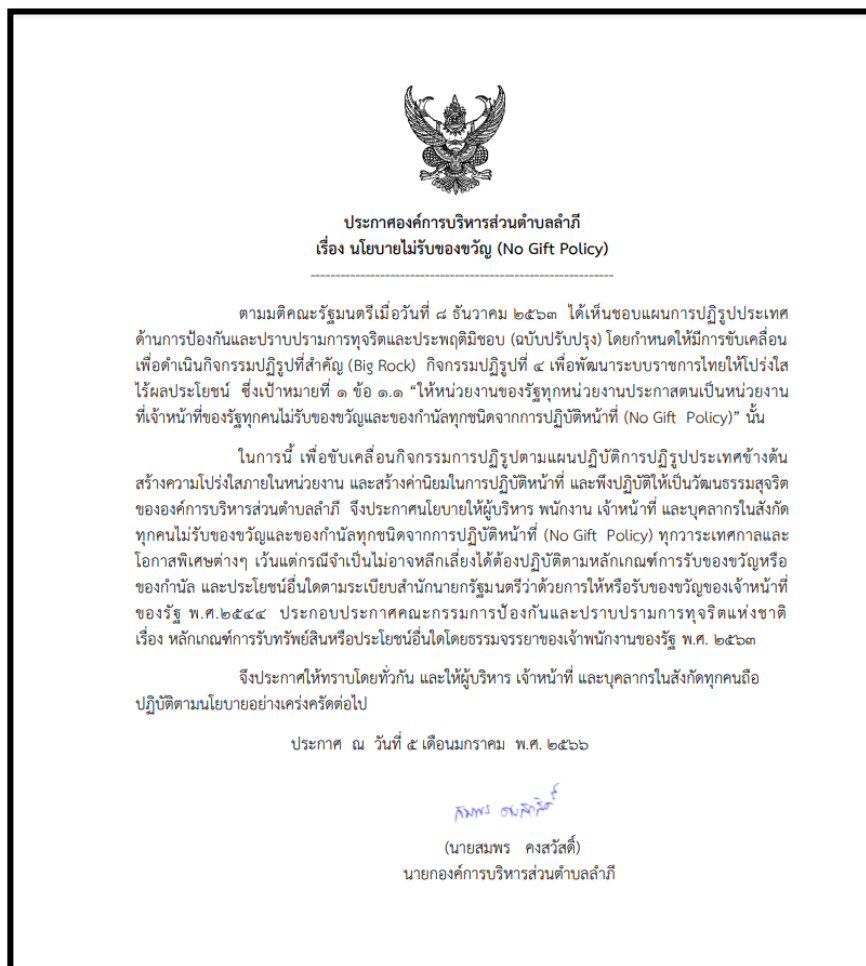 ประกาศองค์การบริหารส่วนตำบลลำภี
เรื่อง นโยบายไม่รับของขวัญ (No Gift Policy)
ตามมติคณะรัฐมนตรีเมื่อวันที่ ๘ ธันวาคม ๒๕๖๓ ได้เห็นชอบแผนการปฏิรูปประเทศ
ด้านการป้องกันและปราบปรามการทุจริตและประพฤติมิชอบ (ฉบับปรับปรุง) โดยกำหนดให้มีการขับเคลื่อน
เพื่อดำเนินกิจกรรมปฏิรูปที่สำคัญ (Big Rock) กิจกรรมปฏิรูปที่ ๔ เพื่อพัฒนาระบบราชการไทยให้โปร่งใส
ไร้ผลประโยชน์ ซึ่งเป้าหมายที่ ๑ ข้อ ๑.๑ “ให้หน่วยงานของรัฐทุกหน่วยงานประกาศตนเป็นหน่วยงาน
ที่เจ้าหน้าที่ของรัฐทุกคนไม่รับของขวัญและของกำนัลทุกชนิดจากการปฏิบัติหน้าที่ (No Gift Policy)” นั้น
ในการนี้ เพื่อขับเคลื่อนกิจกรรมการปฏิรูปตามแผนปฏิบัติการปฏิรูปประเทศข้างต้น
สร้างความโปร่งใสภายในหน่วยงาน และสร้างค่านิยมในการปฏิบัติหน้าที่ และพึงปฏิบัติให้เป็นวัฒนธรรมสุจริต
ขององค์การบริหารส่วนตำบลลำภี จึงประกาศนโยบายให้ผู้บริหาร พนักงาน เจ้าหน้าที่ และบุคลากรในสังกัด
ทุกคนไม่รับของขวัญและของกำนัลทุกชนิดจากการปฏิบัติหน้าที่ (No Gift Policy) ทุกวาระเทศกาลและ
โอกาสพิเศษต่างๆ เว้นแต่กรณีจำเป็นไม่อาจหลีกเลี่ยงได้ต้องปฏิบัติตามหลักเกณฑ์การรับของขวัญหรือ
ของกำนัล และประโยชน์อื่นใดตามระเบียบสำนักนายกรัฐมนตรีว่าด้วยการให้หรือรับของขวัญของเจ้าหน้าที่
ของรัฐ พ.ศ.๒๕๔๔ ประกอบประกาศคณะกรรมการป้องกันและปราบปรามการทุจริตแห่งชาติ
เรื่อง หลักเกณฑ์การรับทรัพย์สินหรือประโยชน์อื่นใดโดยธรรมจรรยาของเจ้าพนักงานของรัฐ พ.ศ. ๒๕๖๓
จึงประกาศให้ทราบโดยทั่วกัน และให้ผู้บริหาร เจ้าหน้าที่ และบุคลากรในสังกัดทุกคนถือ
ปฏิบัติตามนโยบายอย่างเคร่งครัดต่อไป
ประกาศ ณ วันที่ ๕ เดือนมกราคม พ.ศ. ๒๕๖๖
(นายสมพร คงสวัสดิ์)
นายกองค์การบริหารส่วนตำบลลำภี